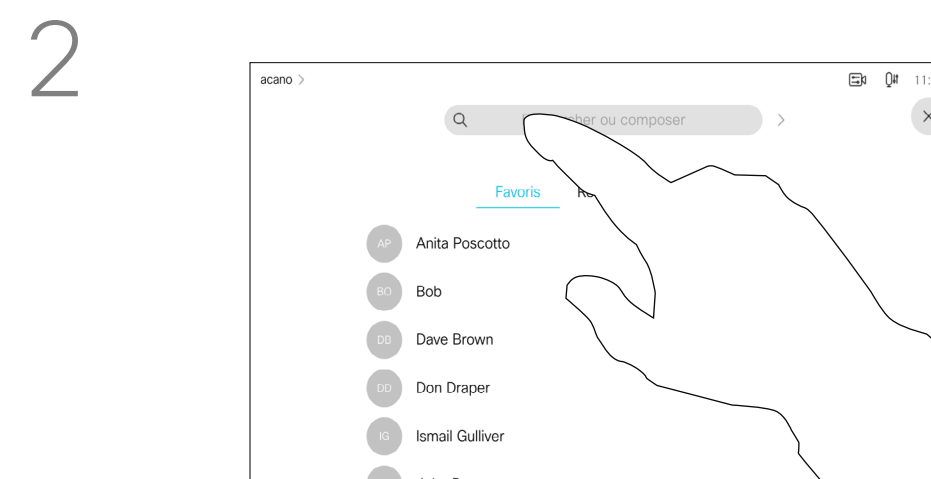 2
acano >
11:
ou composer
Favoris
AP Anita Poscotto
BO Bob
DB Dave Brown
DD Don Draper
IG Ismail Gulliver